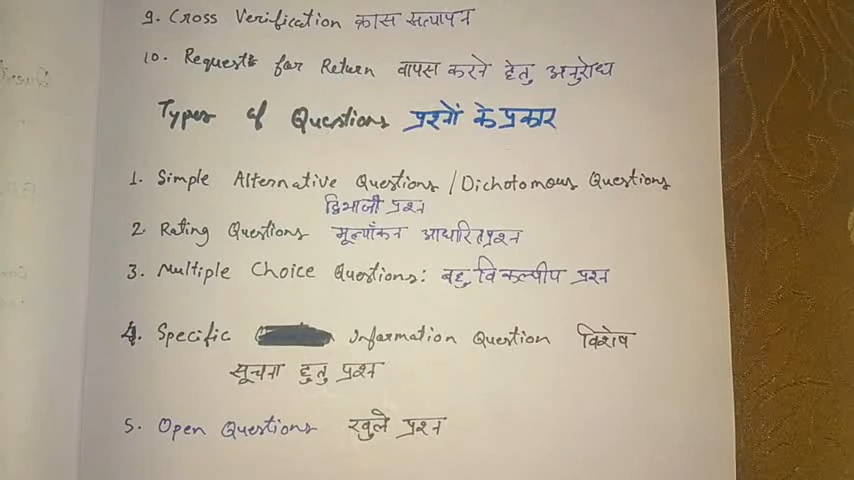 9. Cross Verification क्रास सत्यापन
10. Request for Return वापस करने हेतु अनुरोध
Types of Questions प्रश्नों के प्रकार
1. Simple Alternative Questions / Dichotomous Questions
द्विभाजी प्रश्न
2. Rating Questions मूल्यांकन आधारित प्रश्न
3. Multiple Choice Questions: बहु विकल्पीय प्रश्न
4. Specific Information Question विशेष
सूचना हेतु प्रश्न
5. Open Questions खुले प्रश्न